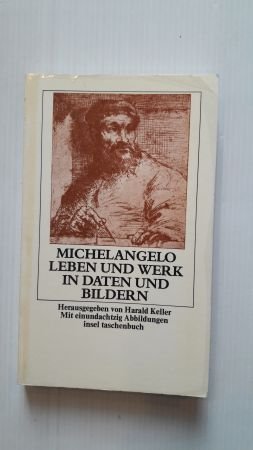 MICHELANGELO
LEBEN UND WERK
IN DATEN UND
BILDERN
Herausgegeben von Harald Keller
Mit einundachtzig Abbildungen
insel taschenbuch